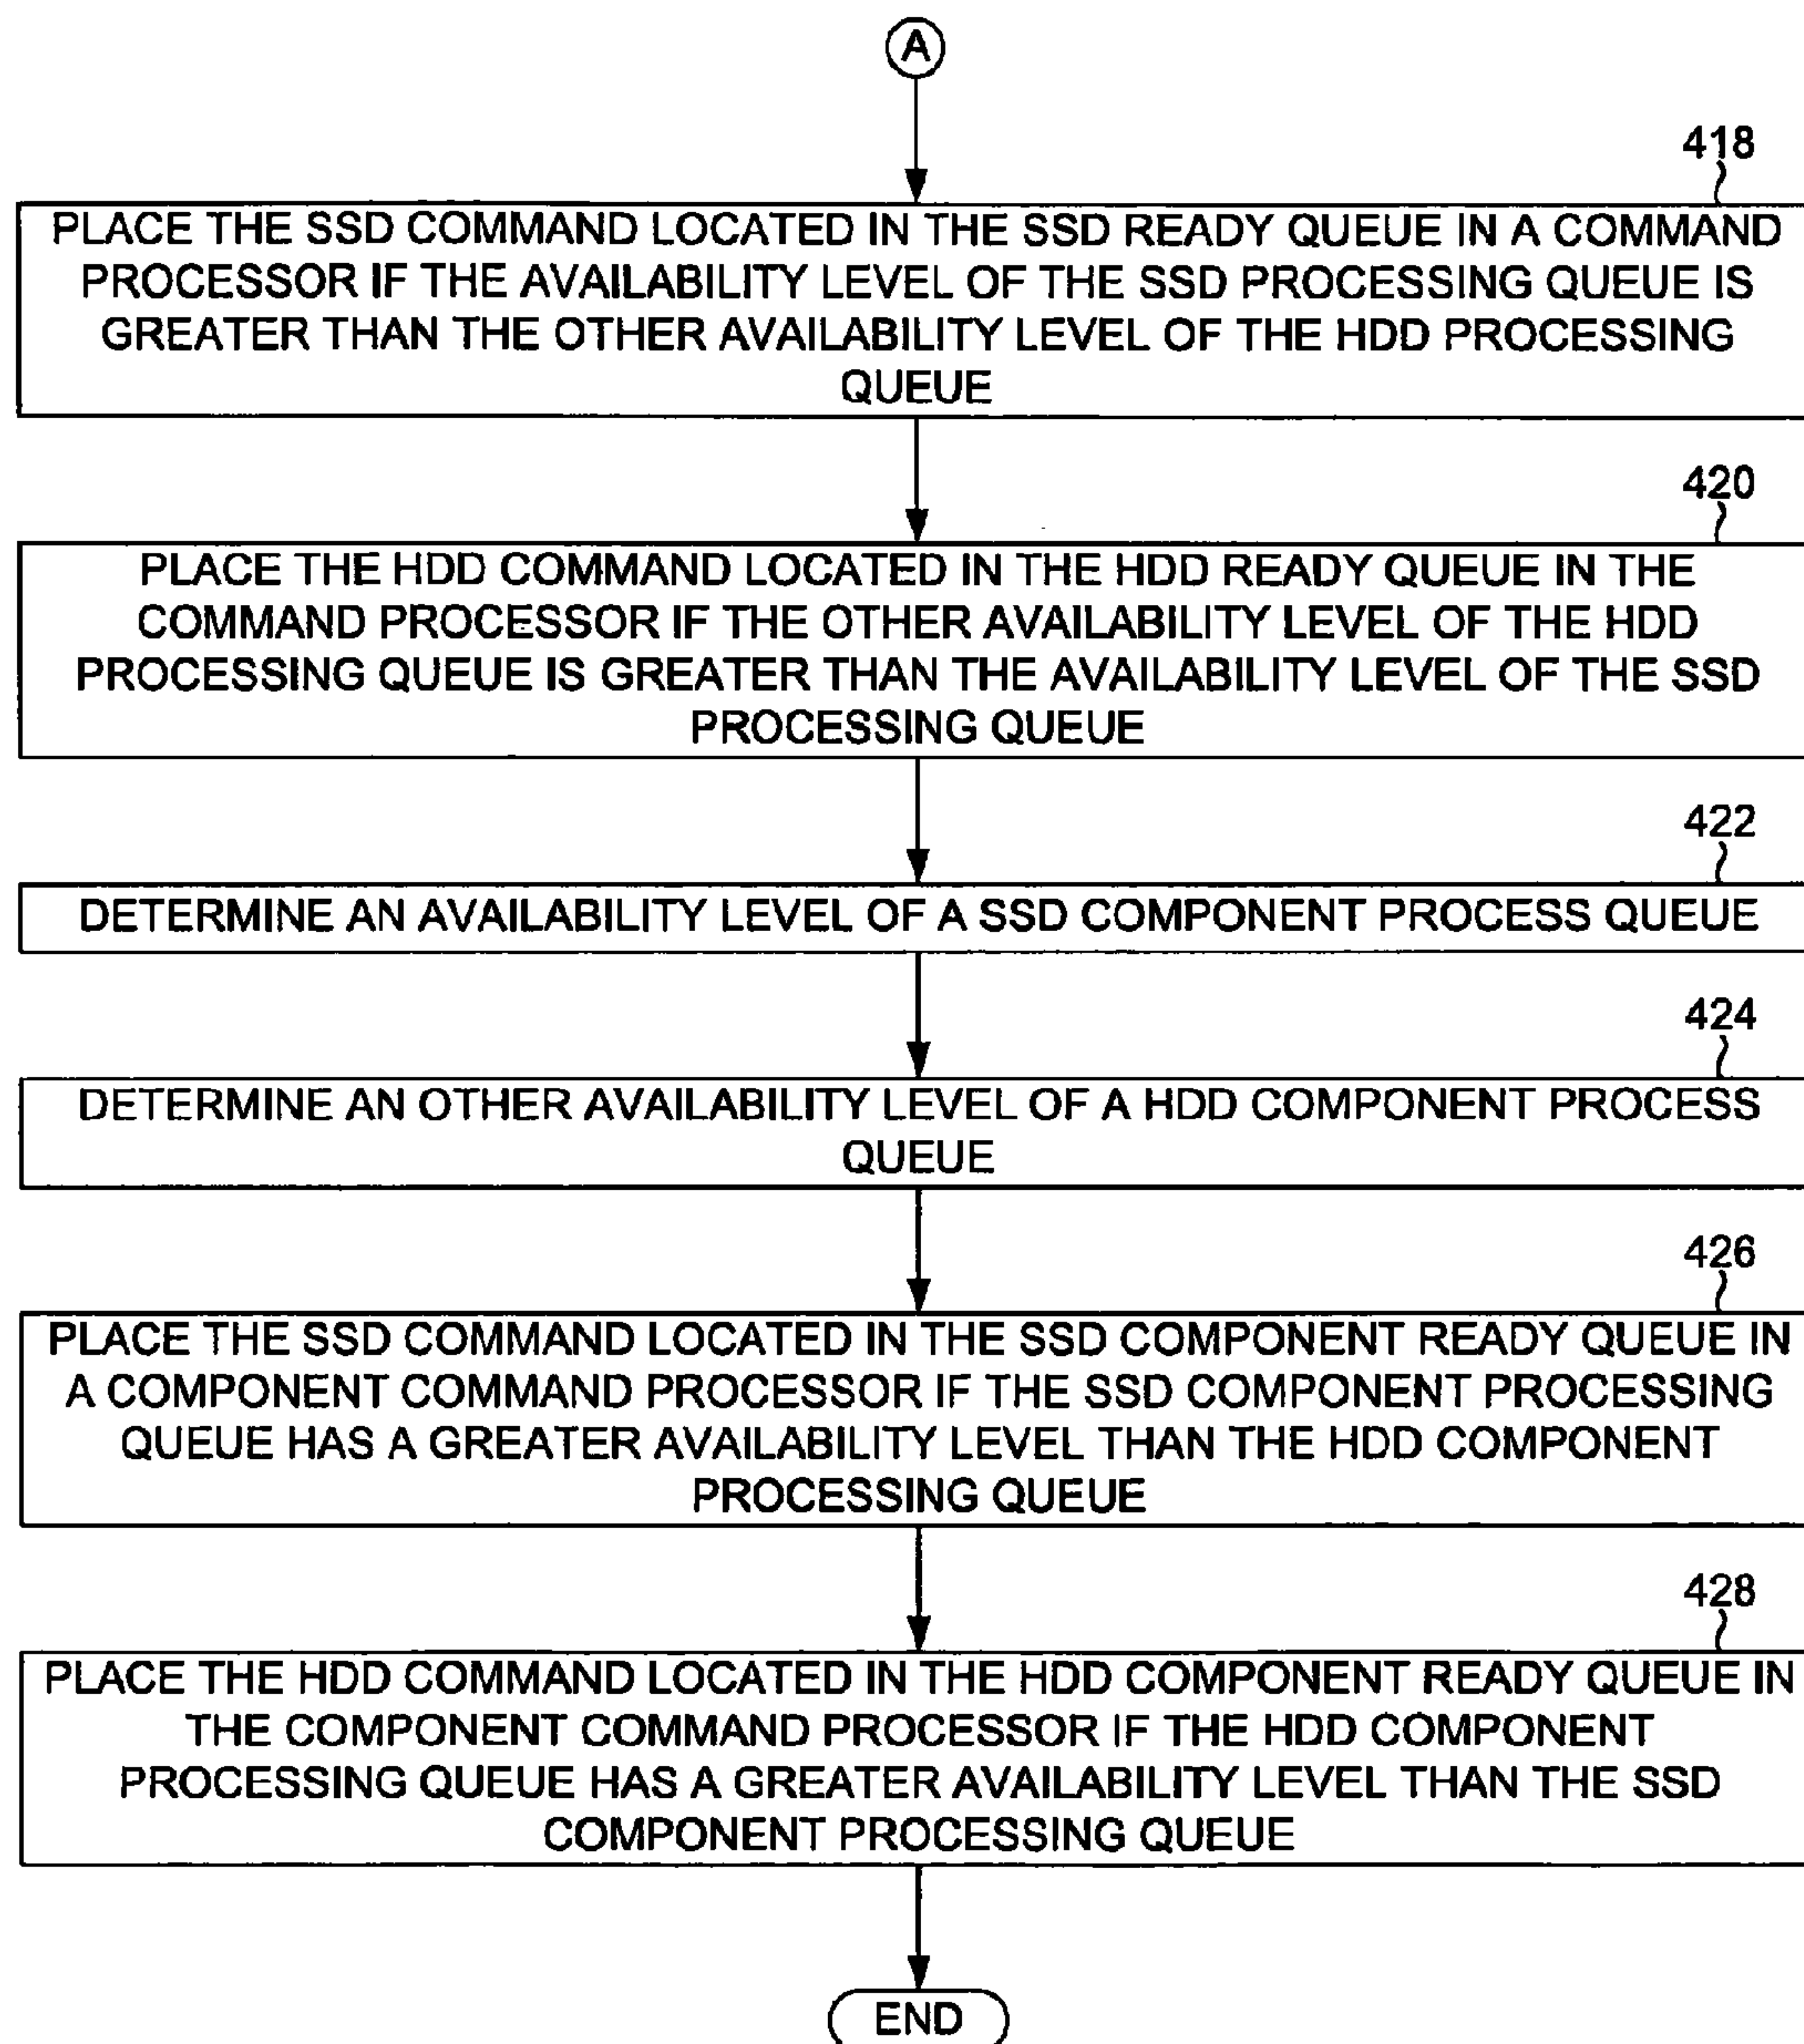 A
418
PLACE THE SSD COMMAND LOCATED IN THE SSD READY QUEUE IN A COMMAND
PROCESSOR IF THE AVAILABILITY LEVEL OF THE SSD PROCESSING QUEUE IS
GREATER THAN THE OTHER AVAILABILITY LEVEL OF THE HDD PROCESSING
QUEUE
420
PLACE THE HDD COMMAND LOCATED IN THE HDD READY QUEUE IN THE
COMMAND PROCESSOR IF THE OTHER AVAILABILITY LEVEL OF THE HDD
PROCESSING QUEUE IS GREATER THAN THE AVAILABILITY LEVEL OF THE SSD
PROCESSING QUEUE
422
DETERMINE AN AVAILABILITY LEVEL OF A SSD COMPONENT PROCESS QUEUE
424
DETERMINE AN OTHER AVAILABILITY LEVEL OF A HDD COMPONENT PROCESS
QUEUE
426
PLACE THE SSD COMMAND LOCATED IN THE SSD COMPONENT READY QUEUE IN
A COMPONENT COMMAND PROCESSOR IF THE SSD COMPONENT PROCESSING
QUEUE HAS A GREATER AVAILABILITY LEVEL THAN THE HDD COMPONENT
PROCESSING QUEUE
428
PLACE THE HDD COMMAND LOCATED IN THE HDD COMPONENT READY QUEUE IN
THE COMPONENT COMMAND PROCESSOR IF THE HDD COMPONENT
PROCESSING QUEUE HAS A GREATER AVAILABILITY LEVEL THAN THE SSD
COMPONENT PROCESSING QUEUE
END